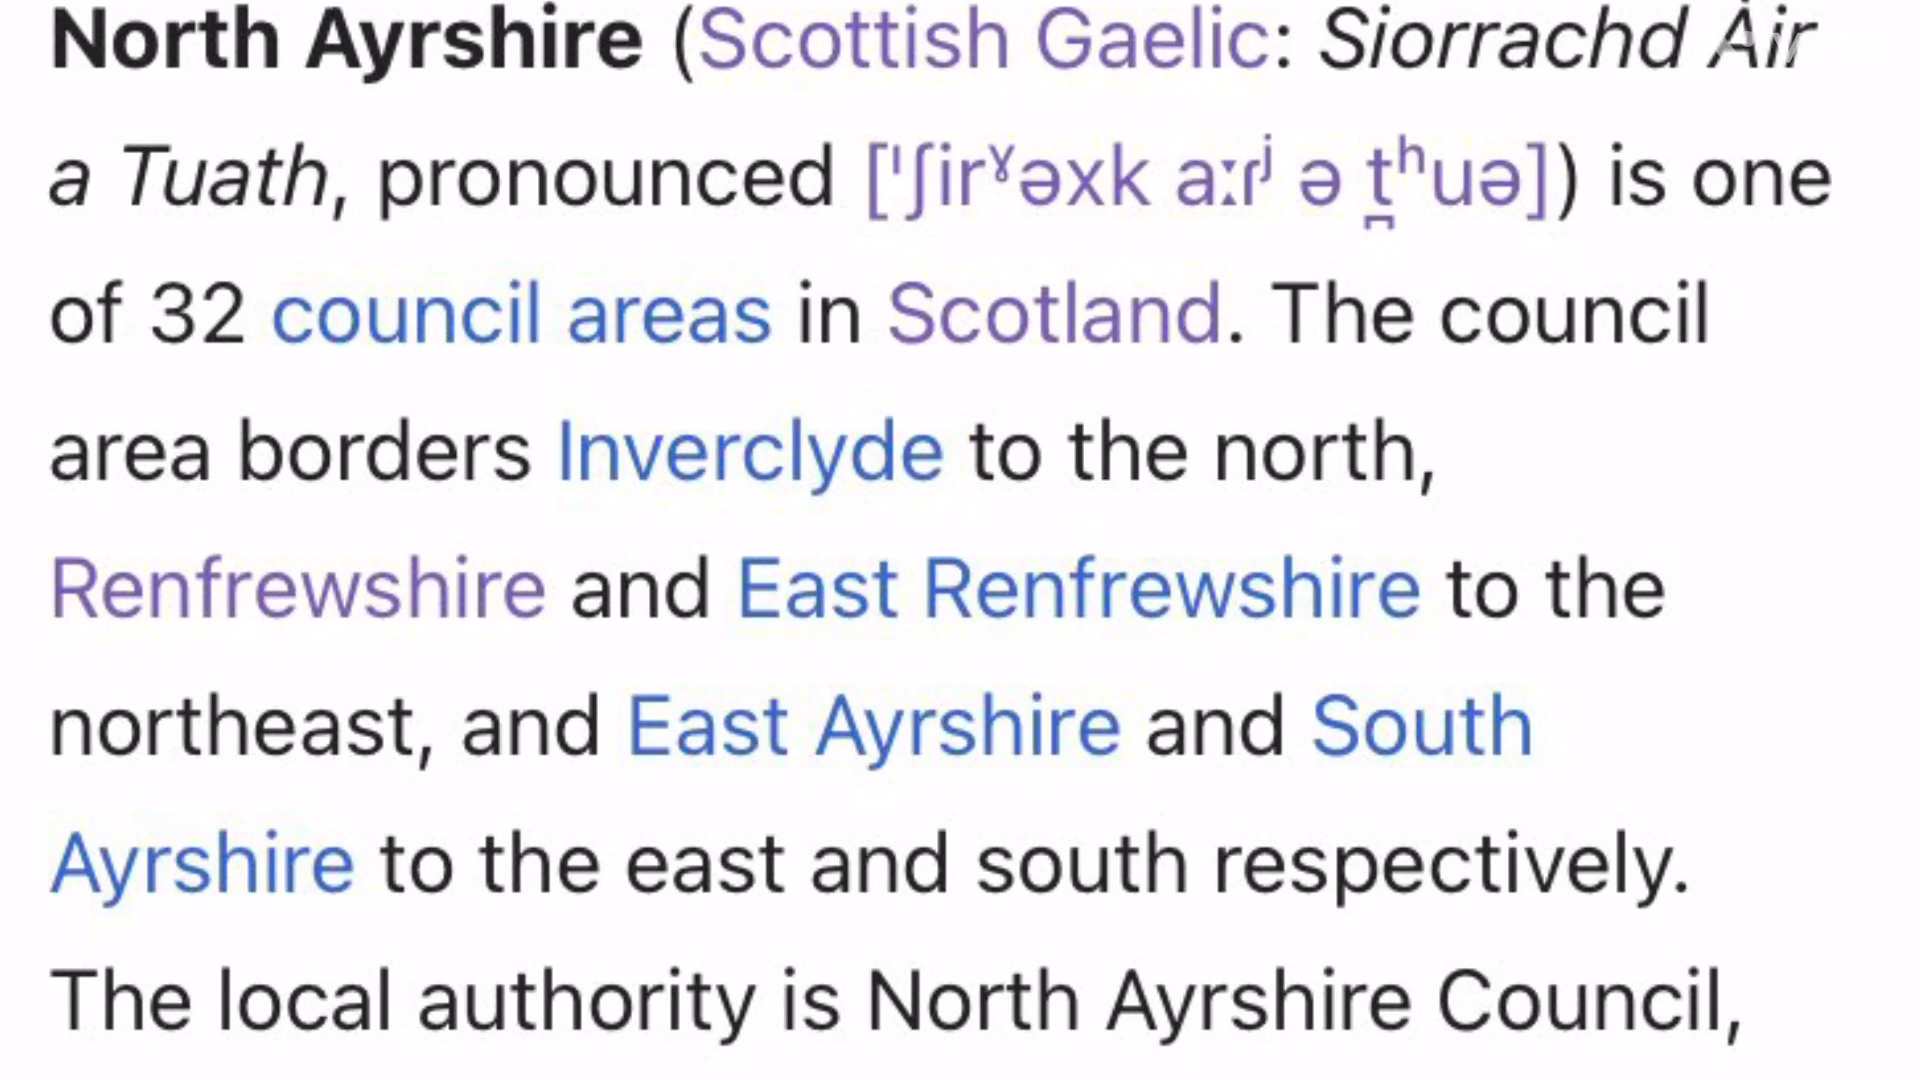 North Ayrshire (Scottish Gaelic: Siorrachd Àir
a Tuath, pronounced [ˈʃirˠəxk aːɾʲ ə t̪ʰuə]) is one
of 32 council areas in Scotland. The council
area borders Inverclyde to the north,
Renfrewshire and East Renfrewshire to the
northeast, and East Ayrshire and South
Ayrshire to the east and south respectively.
The local authority is North Ayrshire Council,